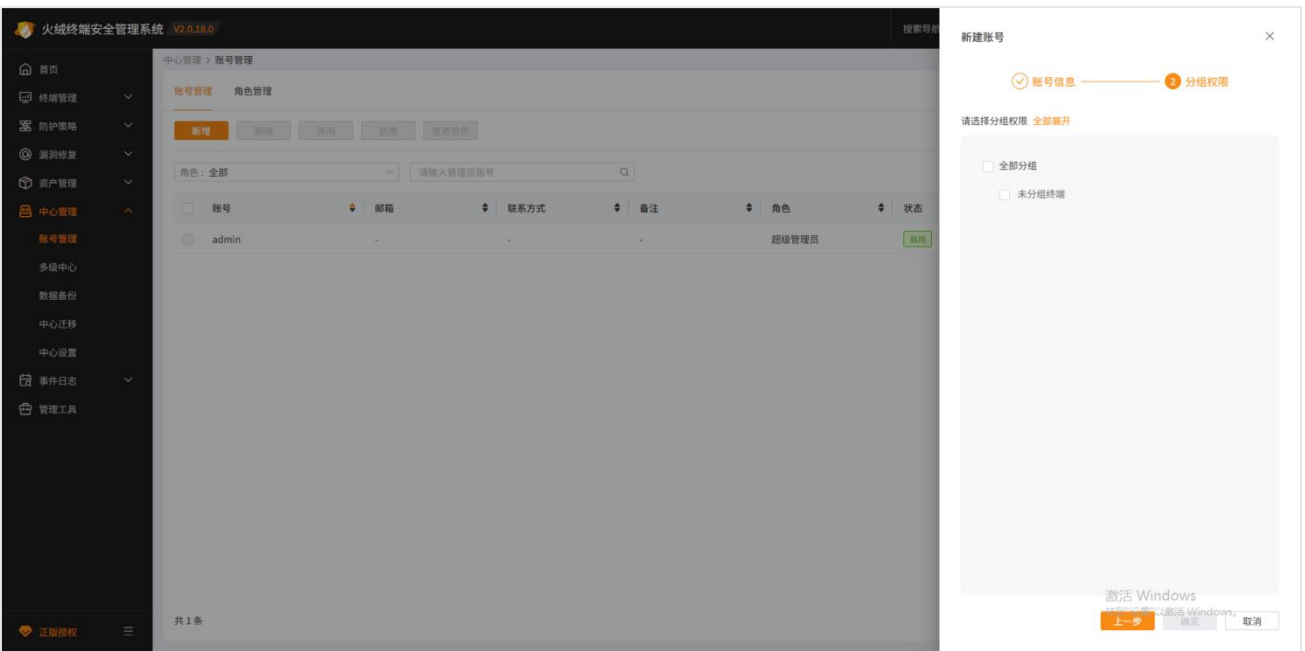 火绒终端安全管理系统 V2.0.18.0
搜索导航
首页
终端管理
防护策略
漏洞修复
资产管理
中心管理
账号管理
多级中心
数据备份
中心迁移
中心设置
事件日志
管理工具
正版授权
中心管理 > 账号管理
账号管理 角色管理
新增 删除 停用 启用 变更角色
角色: 全部 请输入管理员账号
账号 邮箱 联系方式 备注 角色 状态
admin - - - 超级管理员 启用
共 1 条
新建账号
账号信息 2 分组权限
请选择分组权限 全部展开
全部分组
未分组终端
激活 Windows
以激活 Windows。
上一步 确定 取消